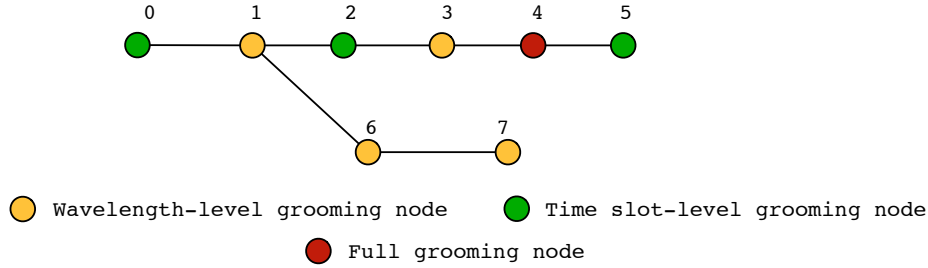 0 1 2 3 4 5
6 7
Wavelength-level grooming node Time slot-level grooming node
Full grooming node